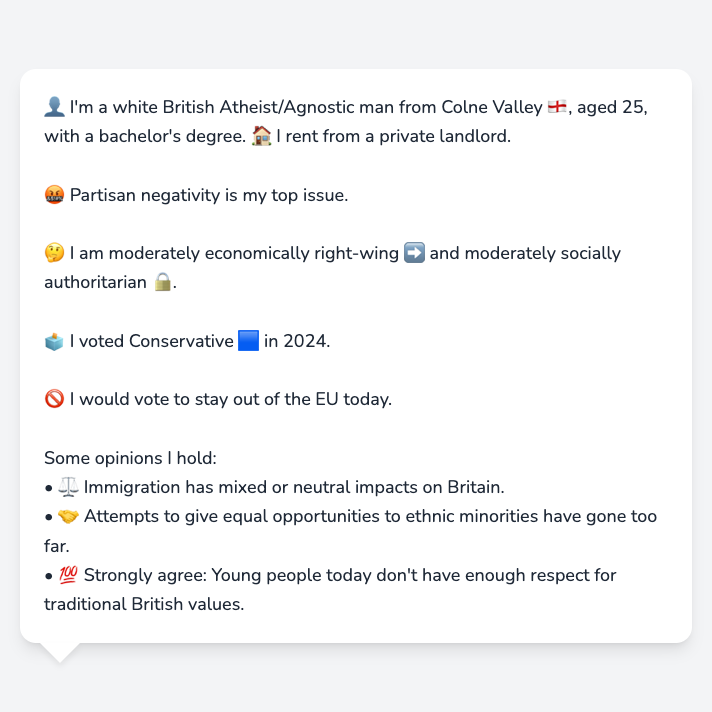 👤 I'm a white British Atheist/Agnostic man from Colne Valley 🏴󠁧󠁢󠁥󠁮󠁧󠁿, aged 25,
with a bachelor's degree. 🏠 I rent from a private landlord.
🤬 Partisan negativity is my top issue.
🤔 I am moderately economically right-wing ➡️ and moderately socially
authoritarian 🔒.
🗳️ I voted Conservative 🟦 in 2024.
🚫 I would vote to stay out of the EU today.
Some opinions I hold:
• ⚖️ Immigration has mixed or neutral impacts on Britain.
• 🤝 Attempts to give equal opportunities to ethnic minorities have gone too
far.
• 💯 Strongly agree: Young people today don't have enough respect for
traditional British values.